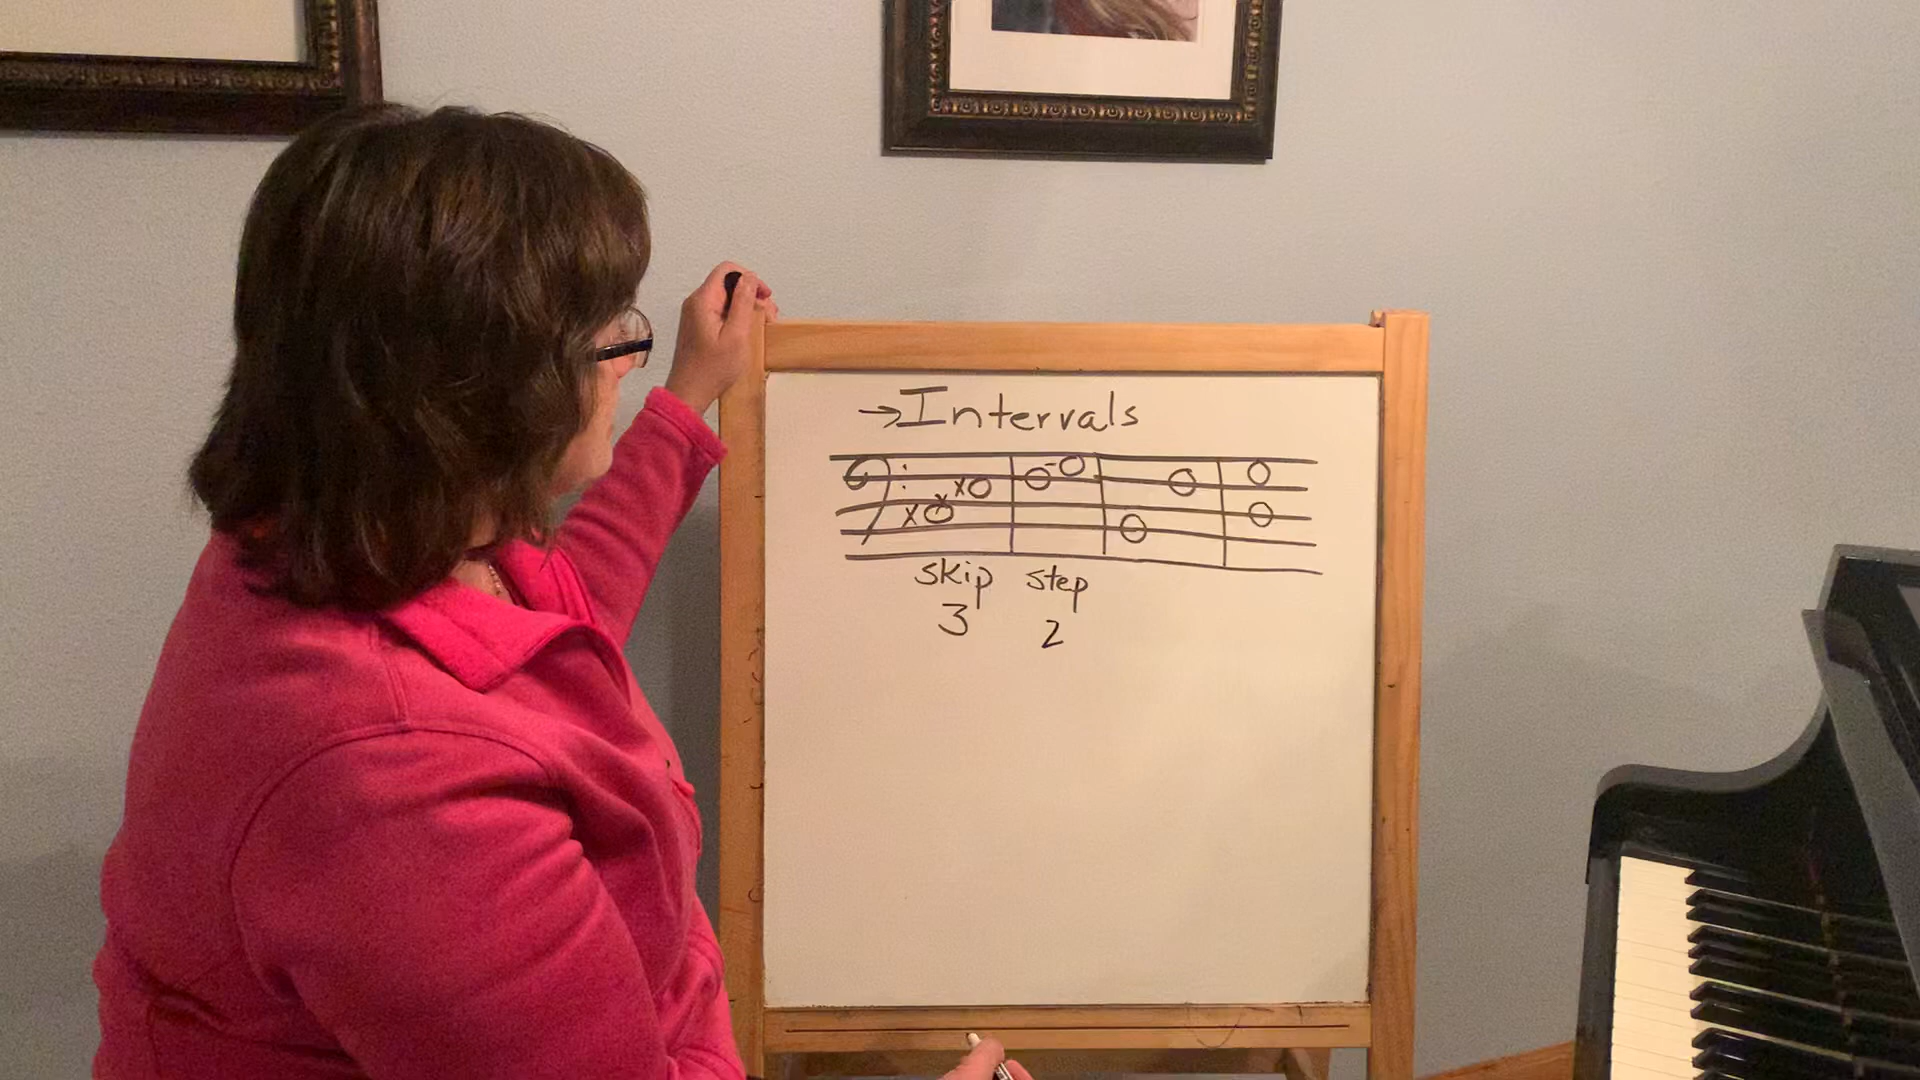 →Intervals
x x x
skip step
3 2